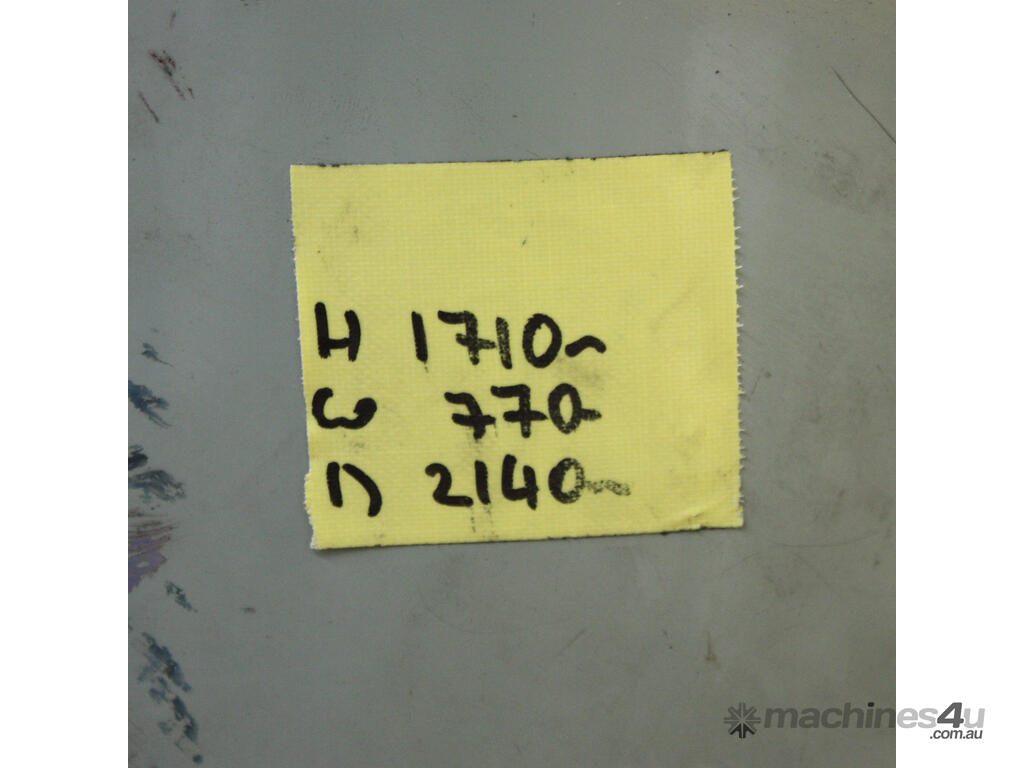 H 1710~
W 770-
D 2140~
machines4u
.com.au